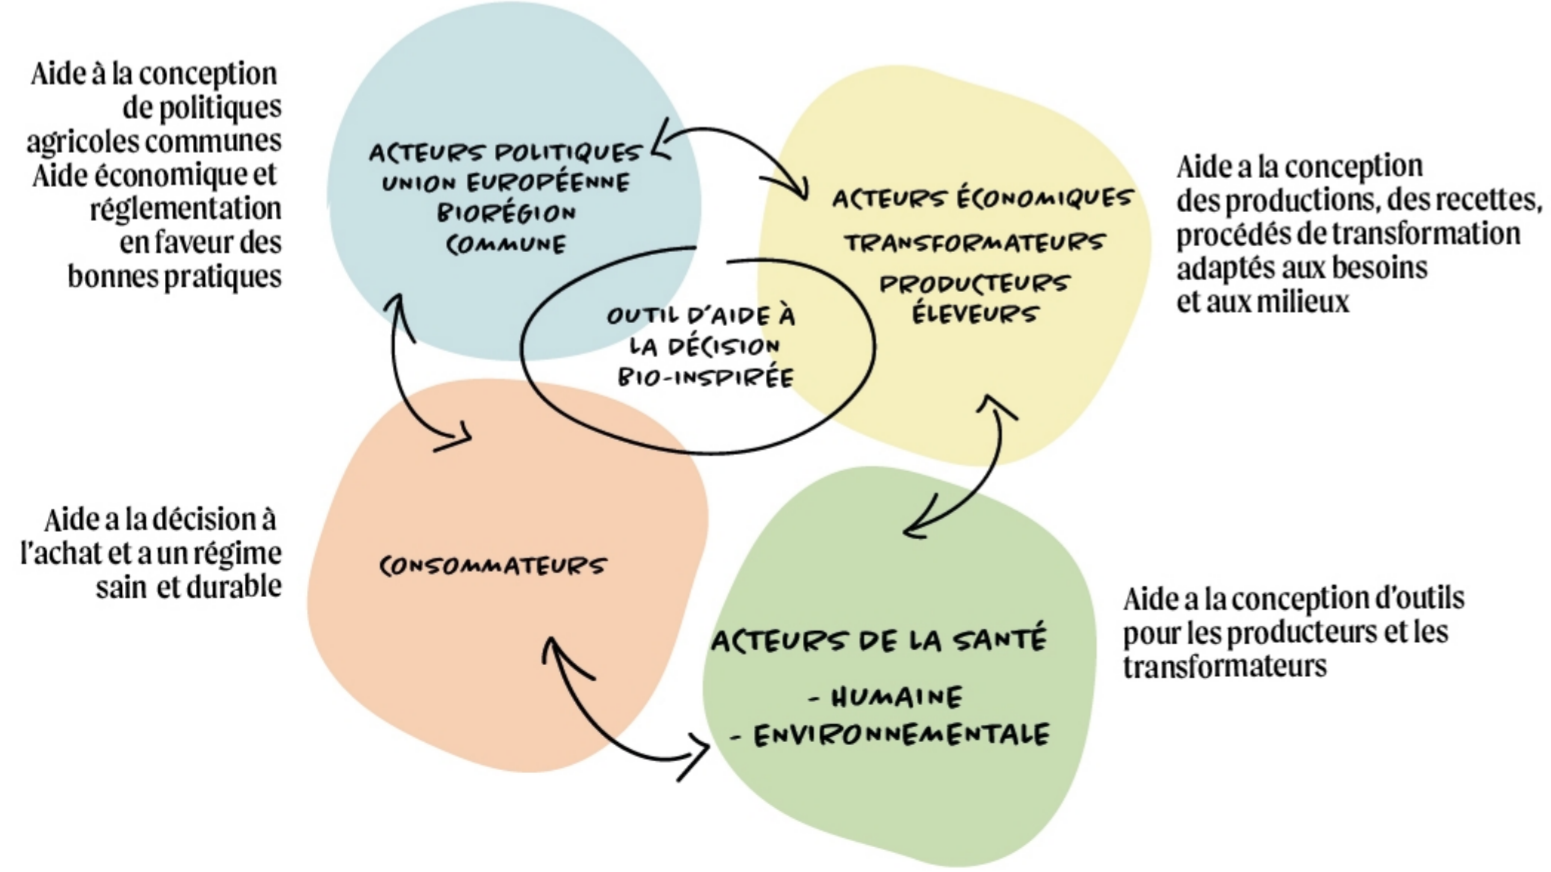 Aide à la conception
de politiques
agricoles communes
Aide économique et
réglementation
en faveur des
bonnes pratiques
ACTEURS POLITIQUES
UNION EUROPÉENNE
BIORÉGION
COMMUNE
ACTEURS ÉCONOMIQUES
TRANSFORMATEURS
PRODUCTEURS
ÉLEVEURS
Aide a la conception
des productions, des recettes,
procédés de transformation
adaptés aux besoins
et aux milieux
OUTIL D'AIDE À
LA DÉCISION
BIO-INSPIRÉE
Aide a la décision à
l'achat et a un régime
sain et durable
CONSOMMATEURS
ACTEURS DE LA SANTÉ
- HUMAINE
- ENVIRONNEMENTALE
Aide a la conception d'outils
pour les producteurs et les
transformateurs